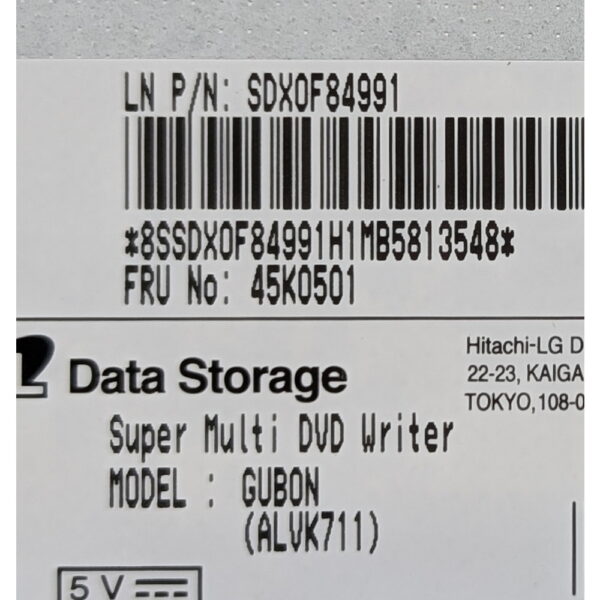 LN P/N: SDX0F84991
*8SSDX0F84991H1MB5813548*
FRU No: 45K0501
L Data Storage
Hitachi-LG D
22-23, KAIGA
TOKYO,108-0
Super Multi DVD Writer
MODEL : GUB0N
(ALVK711)
5 V